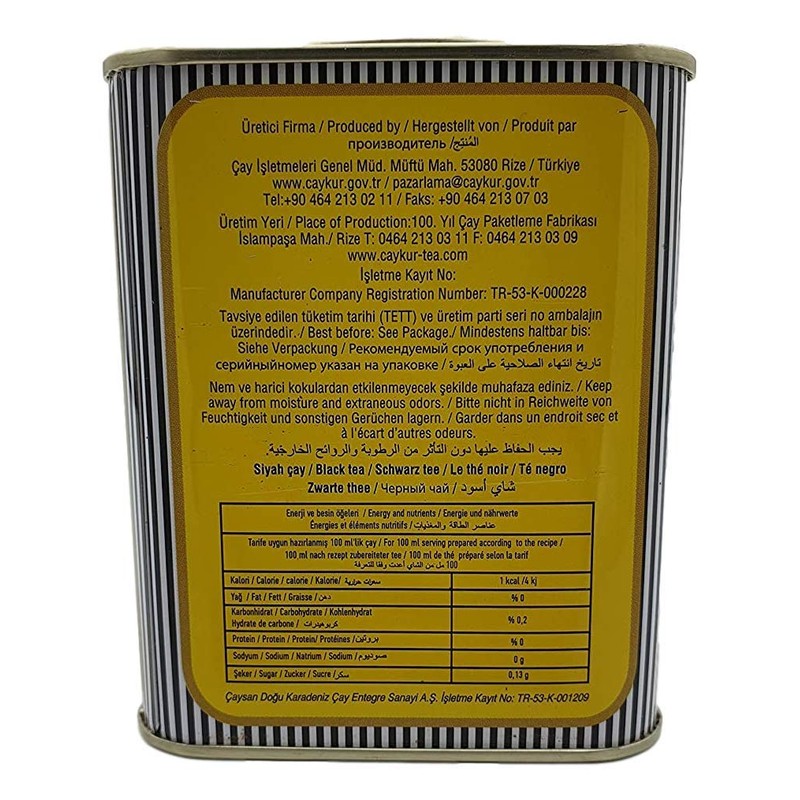 Üretici Firma / Produced by / Hergestellt von / Produit par
производитель /المُنتِج
Çay İşletmeleri Genel Müd. Müftü Mah. 53080 Rize / Türkiye
www.caykur.gov.tr / pazarlama@caykur.gov.tr
Tel:+90 464 213 02 11 / Faks: +90 464 213 07 03
Üretim Yeri / Place of Production:100. Yıl Çay Paketleme Fabrikası
İslampaşa Mah./ Rize T: 0464 213 03 11 F: 0464 213 03 09
www.caykur-tea.com
İşletme Kayıt No:
Manufacturer Company Registration Number: TR-53-K-000228
Tavsiye edilen tüketim tarihi (TETT) ve üretim parti seri no ambalajın
üzerindedir. / Best before: See Package./ Mindestens haltbar bis:
Siehe Verpackung / Рекомендуемый срок употребления и
серийныйномер указан на упаковке / تاريخ انتهاء الصلاحية على العبوة
Nem ve harici kokulardan etkilenmeyecek şekilde muhafaza ediniz. / Keep
away from moisture and extraneous odors. / Bitte nicht in Reichweite von
Feuchtigkeit und sonstigen Gerüchen lagern. / Garder dans un endroit sec et
à l'écart d'autres odeurs.
يجب الحفاظ عليها دون التأثر من الرطوبة والروائح الخارجية.
Siyah çay / Black tea / Schwarz tee / Le thé noir / Té negro
Zwarte thee / Черный чай / شاي أسود
Enerji ve besin öğeleri / Energy and nutrients / Energie und nährwerte
Énergies et éléments nutritifs / عناصر الطاقة والمغذيات
Tarife uygun hazırlanmış 100 ml'lik çay / For 100 ml serving prepared according to the recipe /
100 ml nach rezept zubereiteter tee / 100 ml de thé préparé selon la tarif
100 مل من الشاي أعدت وفقا للتعرفة
Kalori / Calorie / calorie / Kalorie/ سعرات حرارية 1 kcal /4 kj
Yağ / Fat / Fett / Graisse / دهن % 0
Karbonhidrat / Carbohydrate / Kohlenhydrat
Hydrate de carbone / كربوهيدرات % 0,2
Protein / Protein / Protein/ Protéines /بروتين % 0
Sodyum / Sodium / Natrium / Sodium / صوديوم 0 g
Şeker / Sugar / Zucker / Sucre /سكر 0,13 g
Çaysan Doğu Karadeniz Çay Entegre Sanayi A.Ş. İşletme Kayıt No: TR-53-K-001209